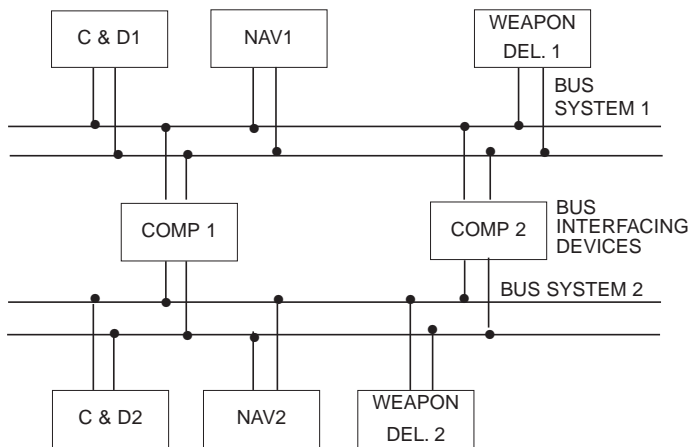 C & D1
NAV1
WEAPON
DEL. 1
BUS
SYSTEM 1
COMP 1
COMP 2
BUS
INTERFACING
DEVICES
BUS SYSTEM 2
C & D2
NAV2
WEAPON
DEL. 2